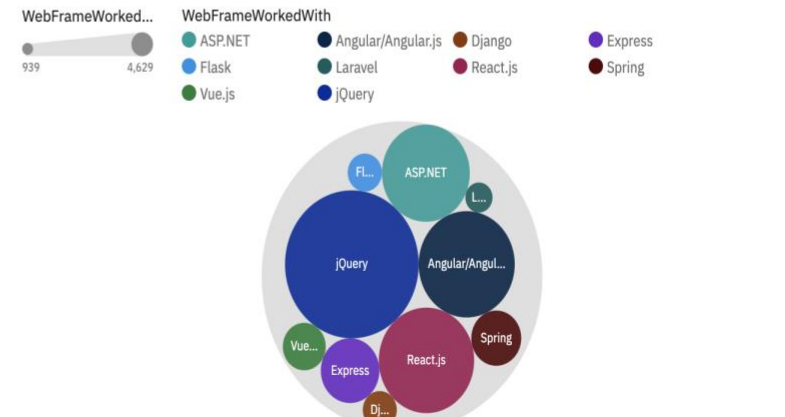 WebFrameWorked...
939
4,629
WebFrameWorkedWith
ASP.NET
Angular/Angular.js
Django
Express
Flask
Laravel
React.js
Spring
Vue.js
jQuery
Fl...
ASP.NET
L...
jQuery
Angular/Angul...
Vue...
Express
React.js
Spring
Dj...